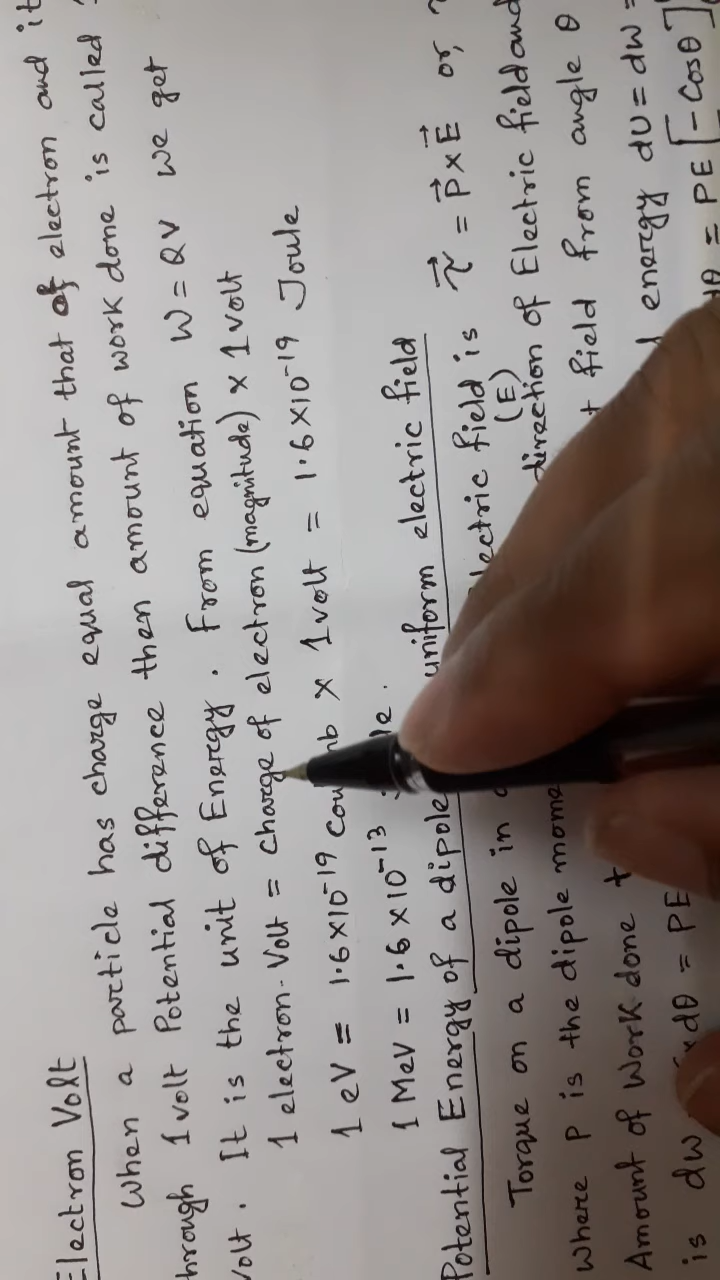 Electron Volt
When a particle has charge equal amount that of electron and it
through 1 volt Potential difference then amount of work done is called
volt. It is the unit of Energy. From equation W = QV we get
1 electron-Volt = charge of electron (magnitude) × 1 volt
1 eV = 1.6×10⁻¹⁹ × 1 volt = 1.6×10⁻¹⁹ Joule
1 MeV = 1.6×10⁻¹³
Potential Energy of a dipole uniform electric field
Torque on a dipole in electric field is τ⃗ = P⃗×E⃗ or,
Where P is the dipole direction of Electric field and
(E)
Amount of Work done field from angle θ
is dw dθ = PE energy dU = dW =
dθ = PE [-Cosθ]